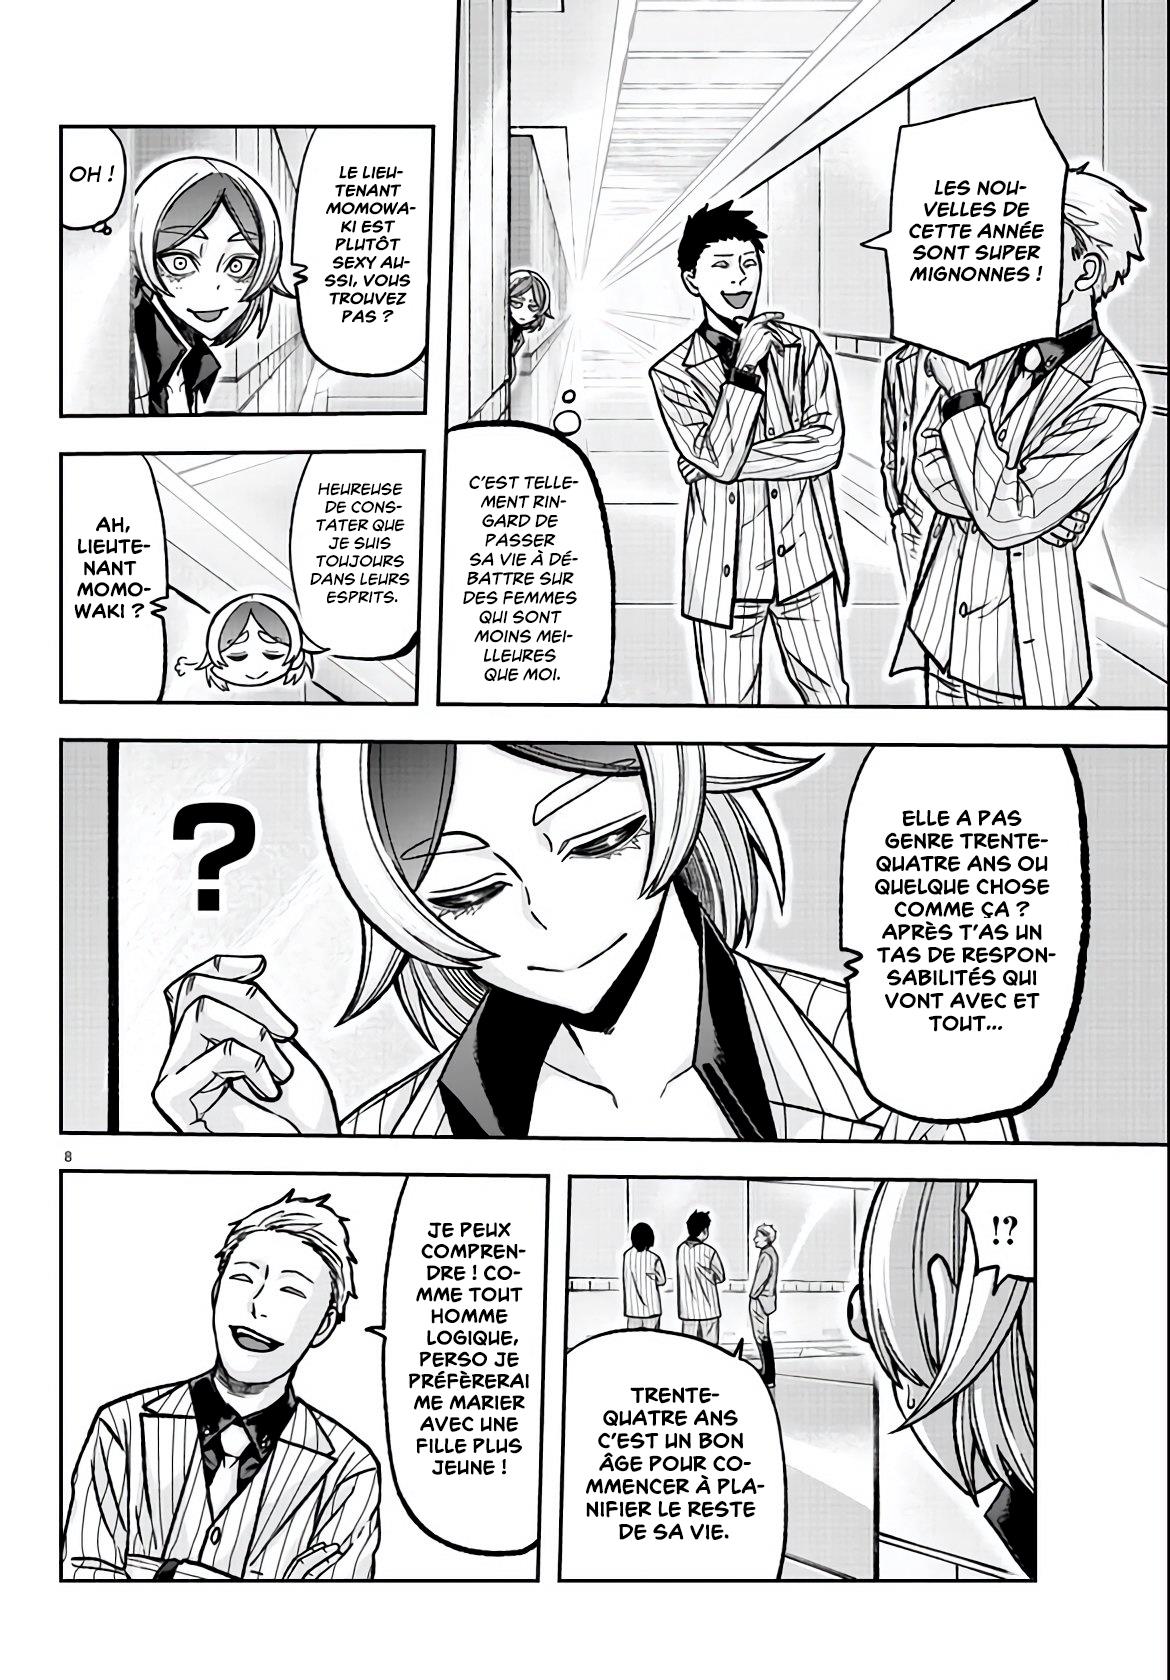 LES NOU-
VELLES DE
CETTE ANNÉE
SONT SUPER
MIGNONNES !
C'EST TELLE-
MENT RIN-
GARD DE
PASSER
SA VIE À DÉ-
BATTRE SUR
DES FEMMES
QUI SONT
MOINS MEI-
LLEURES
QUE MOI.
LE LIEU-
TENANT
MOMOWA-
KI EST
PLUTÔT
SEXY AU-
SSI, VOUS
TROUVEZ
PAS ?
OH !
HEUREUSE
DE CONS-
TATER QUE
JE SUIS
TOUJOURS
DANS LEURS
ESPRITS.
AH,
LIEUTE-
NANT
MOMO-
WAKI ?
ELLE A PAS
GENRE TRENTE-
QUATRE ANS OU
QUELQUE CHOSE
COMME ÇA ?
APRÈS T'AS UN
TAS DE RESPON-
SABILITÉS QUI
VONT AVEC ET
TOUT...
?
8
!?
TRENTE-
QUATRE ANS
C'EST UN BON
ÂGE POUR CO-
MMENCER À PLA-
NIFIER LE RESTE
DE SA VIE.
JE PEUX
COMPREN-
DRE ! CO-
MME TOUT
HOMME
LOGIQUE,
PERSO JE
PRÉFÈRERAI
ME MARIER
AVEC UNE
FILLE PLUS
JEUNE !